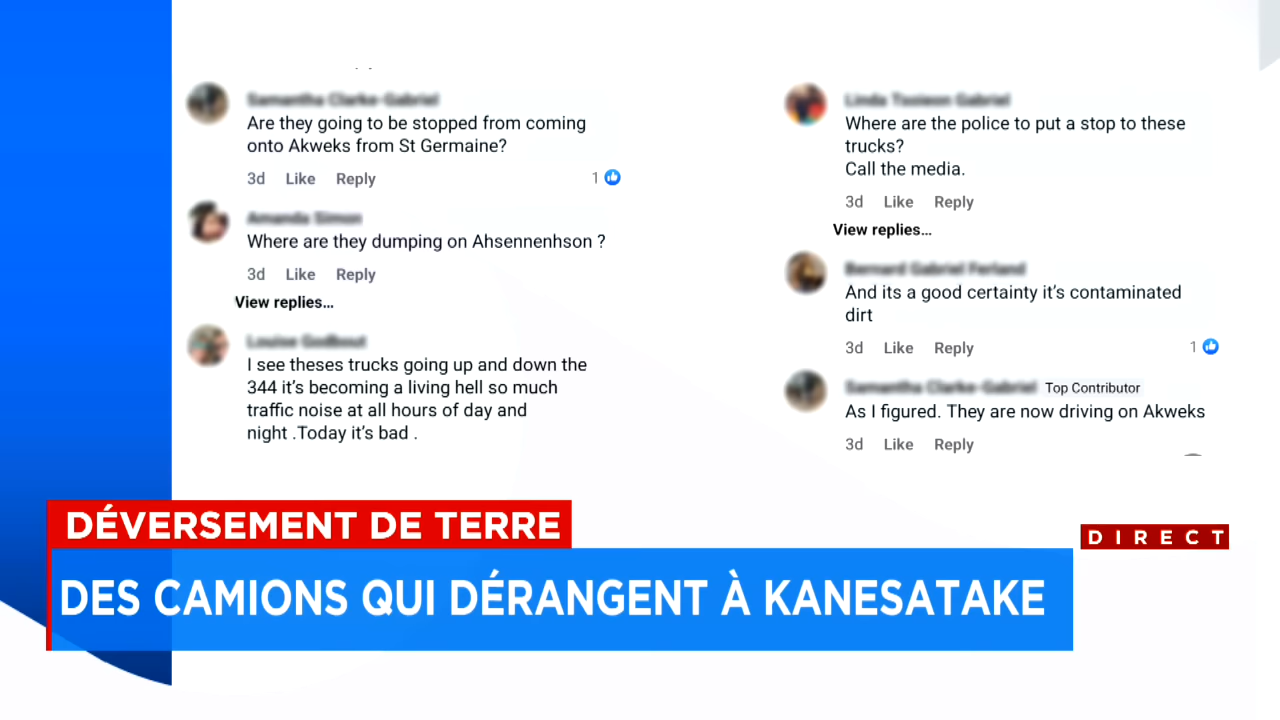 Are they going to be stopped from coming
onto Akweks from St Germaine?
3d Like Reply 1
Where are they dumping on Ahsennenhson ?
3d Like Reply
View replies...
I see theses trucks going up and down the
344 it's becoming a living hell so much
traffic noise at all hours of day and
night .Today it's bad .
Where are the police to put a stop to these
trucks?
Call the media.
3d Like Reply
View replies...
And its a good certainty it's contaminated
dirt
3d Like Reply 1
Top Contributor
As I figured. They are now driving on Akweks
3d Like Reply
DÉVERSEMENT DE TERRE
DIRECT
DES CAMIONS QUI DÉRANGENT À KANESATAKE